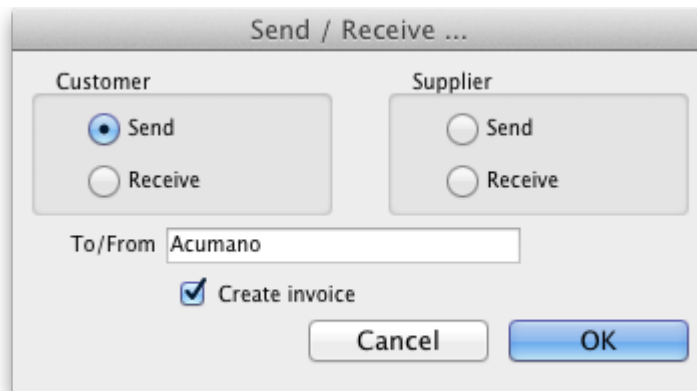 Send / Receive ...
Customer
Supplier
Send
Send
Receive
Receive
To/From Acumano
Create invoice
Cancel
OK